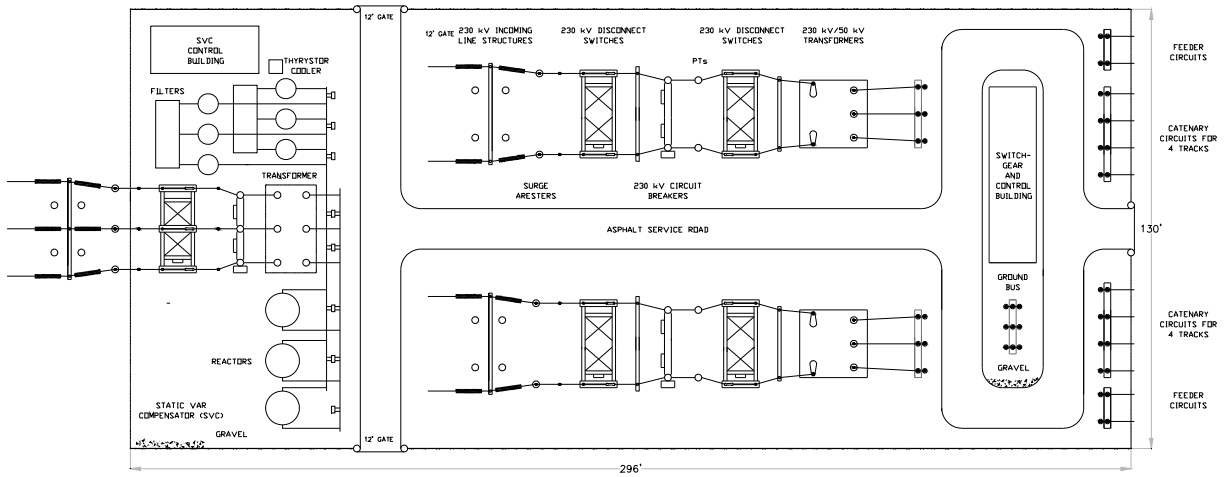 12' GATE
12' GATE
230 kV INCOMING
LINE STRUCTURES
230 kV DISCONNECT
SWITCHES
230 kV DISCONNECT
SWITCHES
230 kV/50 kV
TRANSFORMERS
PTs
SVC
CONTROL
BUILDING
THYRYSTOR
COOLER
FILTERS
FEEDER
CIRCUITS
CATENARY
CIRCUITS FOR
4 TRACKS
SWITCH-
GEAR
AND
CONTROL
BUILDING
TRANSFORMER
SURGE
ARESTERS
230 kV CIRCUIT
BREAKERS
ASPHALT SERVICE ROAD
130'
GROUND
BUS
CATENARY
CIRCUITS FOR
4 TRACKS
REACTORS
GRAVEL
FEEDER
CIRCUITS
STATIC VAR
COMPENSATOR (SVC)
GRAVEL
12' GATE
296'